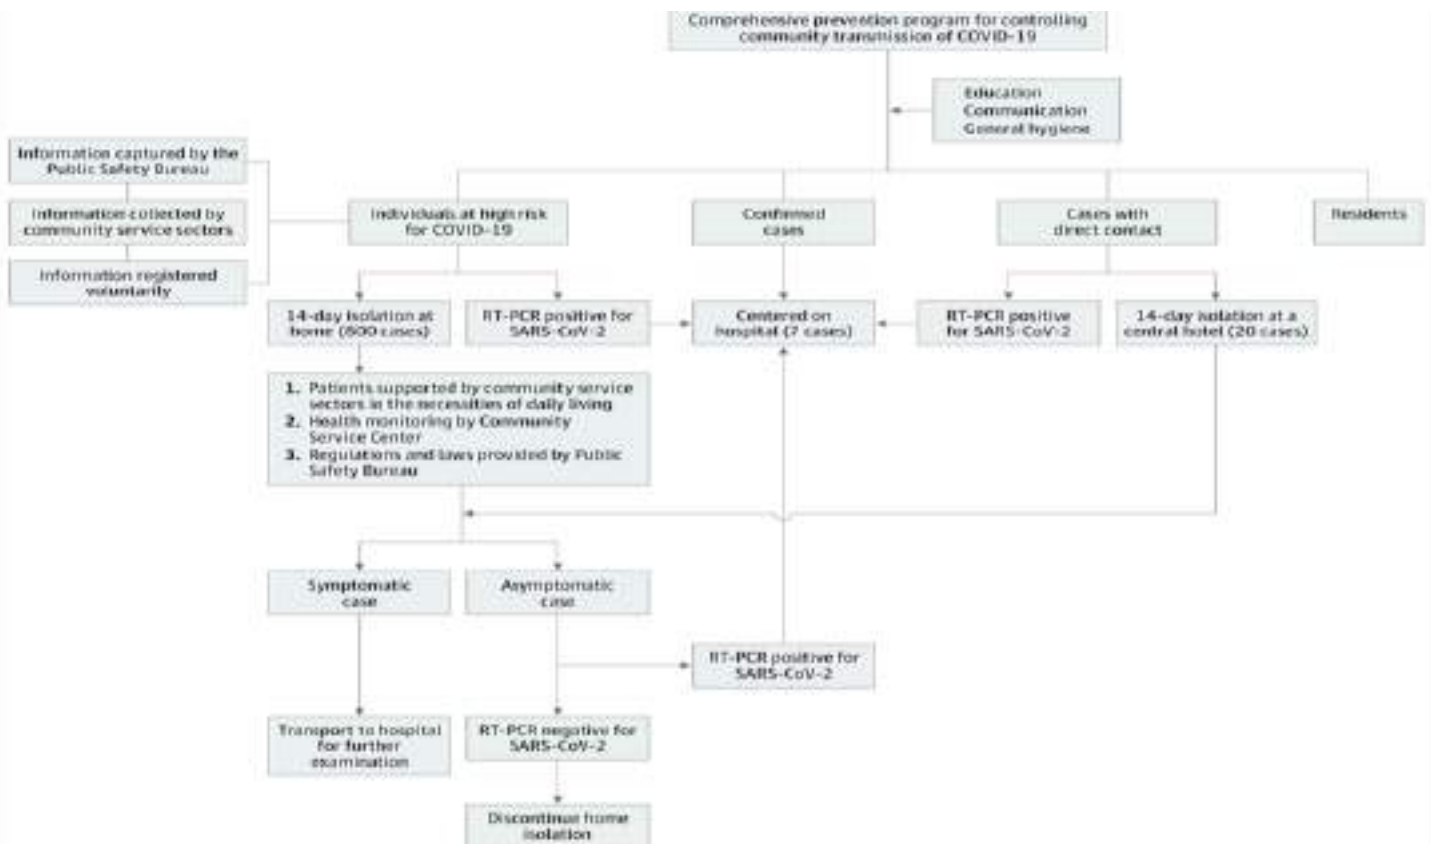 Comprehensive prevention program for controlling
community transmission of COVID-19
Education
Communication
General hygiene
Information captured by the
Public Safety Bureau
Information collected by
community service sectors
Information registered
voluntarily
Individuals at high risk
for COVID-19
Confirmed
cases
Cases with
direct contact
Residents
14-day isolation at
home (800 cases)
RT-PCR positive for
SARS-CoV-2
Centered on
hospital (7 cases)
RT-PCR positive
for SARS-CoV-2
14-day isolation at a
central hotel (20 cases)
1. Patients supported by community service
sectors in the necessities of daily living
2. Health monitoring by Community
Service Center
3. Regulations and laws provided by Public
Safety Bureau
Symptomatic
case
Asymptomatic
case
RT-PCR positive for
SARS-CoV-2
Transport to hospital
for further
examination
RT-PCR negative for
SARS-CoV-2
Discontinue home
isolation